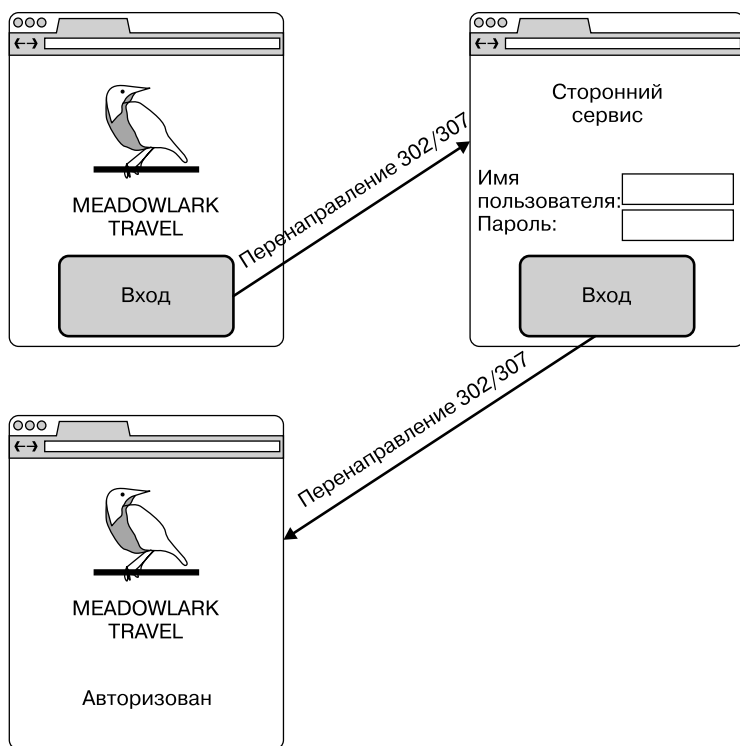 MEADOWLARK
TRAVEL
Вход
Перенаправление 302/307
Сторонний
сервис
Имя
пользователя:
Пароль:
Вход
Перенаправление 302/307
MEADOWLARK
TRAVEL
Авторизован